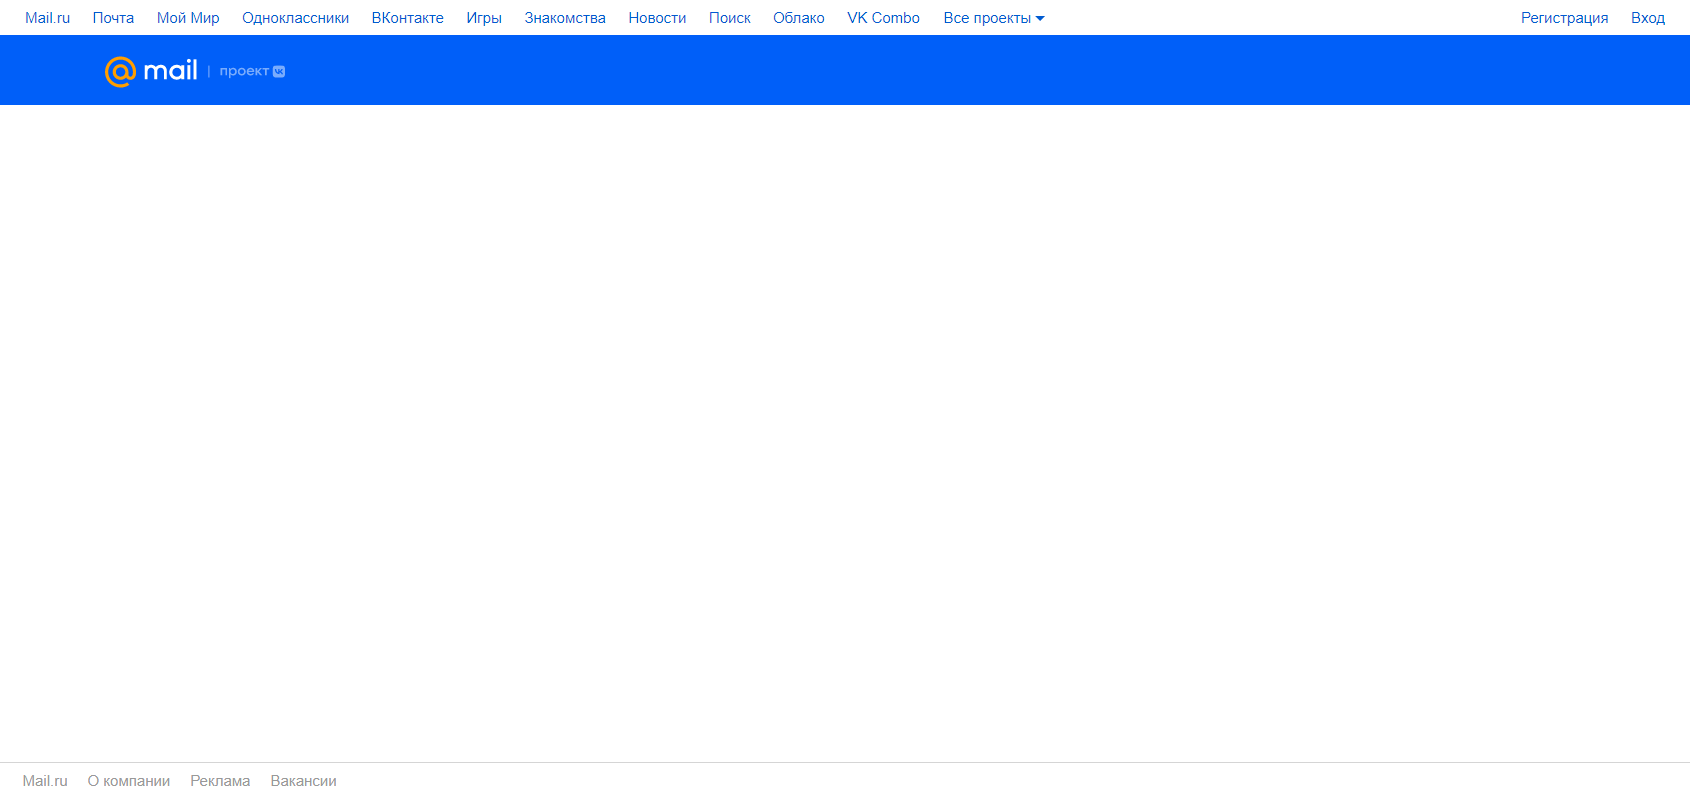 Mail.ru Почта Мой Мир Одноклассники ВКонтакте Игры Знакомства Новости Поиск Облако VK Combo Все проекты Регистрация Вход
@mail | проект VK
Mail.ru О компании Реклама Вакансии